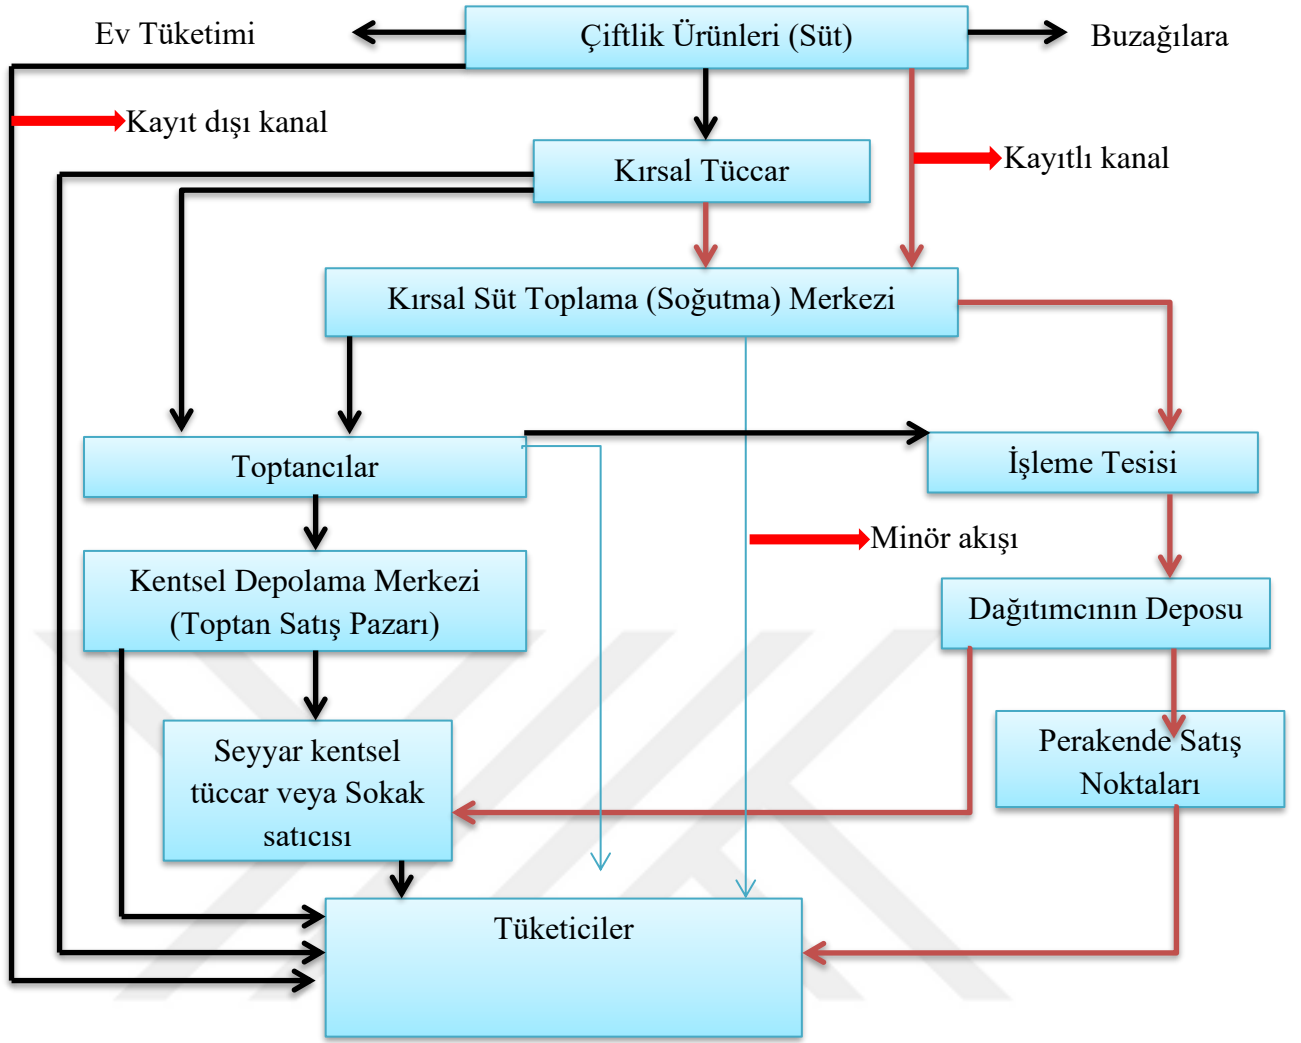 Ev Tüketimi
Çiftlik Ürünleri (Süt)
Buzağılara
Kayıt dışı kanal
Kırsal Tüccar
Kayıtlı kanal
Kırsal Süt Toplama (Soğutma) Merkezi
Toptancılar
İşleme Tesisi
Minör akışı
Kentsel Depolama Merkezi
(Toptan Satış Pazarı)
Dağıtımcının Deposu
Seyyar kentsel
tüccar veya Sokak
satıcısı
Perakende Satış
Noktaları
Tüketiciler